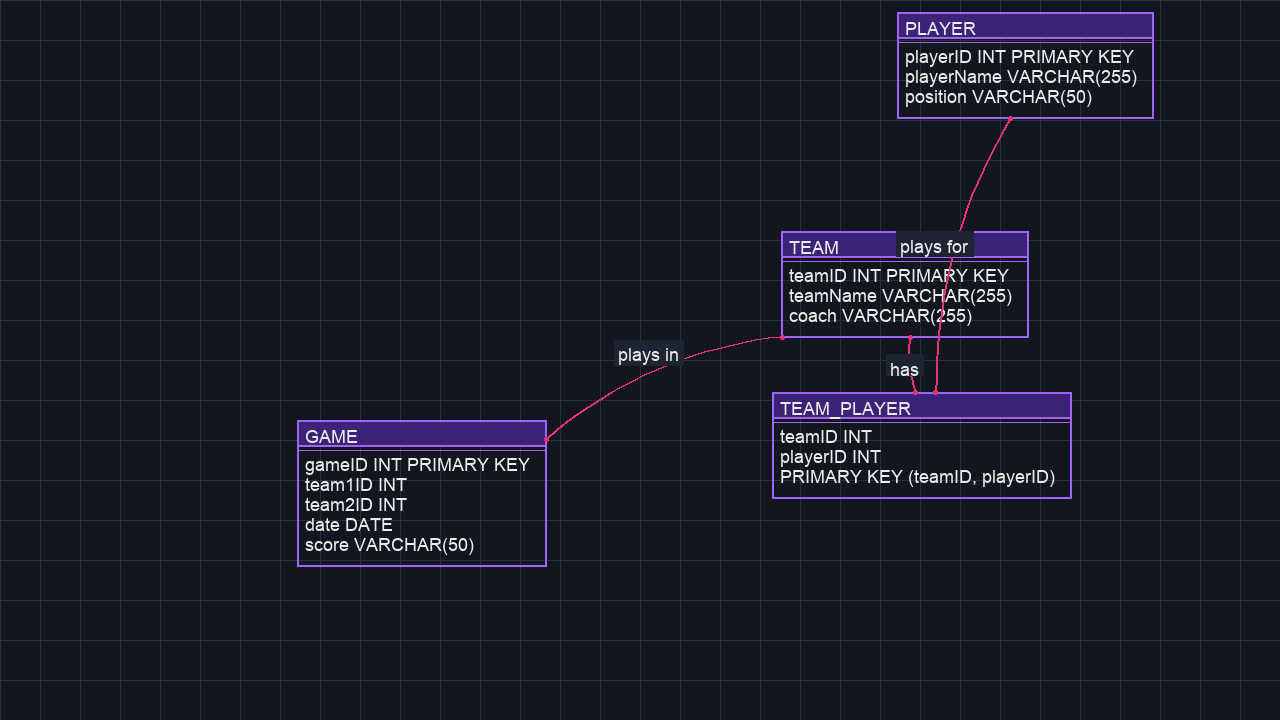 PLAYER
playerID INT PRIMARY KEY
playerName VARCHAR(255)
position VARCHAR(50)
plays for
TEAM
teamID INT PRIMARY KEY
teamName VARCHAR(255)
coach VARCHAR(255)
plays in
has
TEAM_PLAYER
teamID INT
playerID INT
PRIMARY KEY (teamID, playerID)
GAME
gameID INT PRIMARY KEY
team1ID INT
team2ID INT
date DATE
score VARCHAR(50)